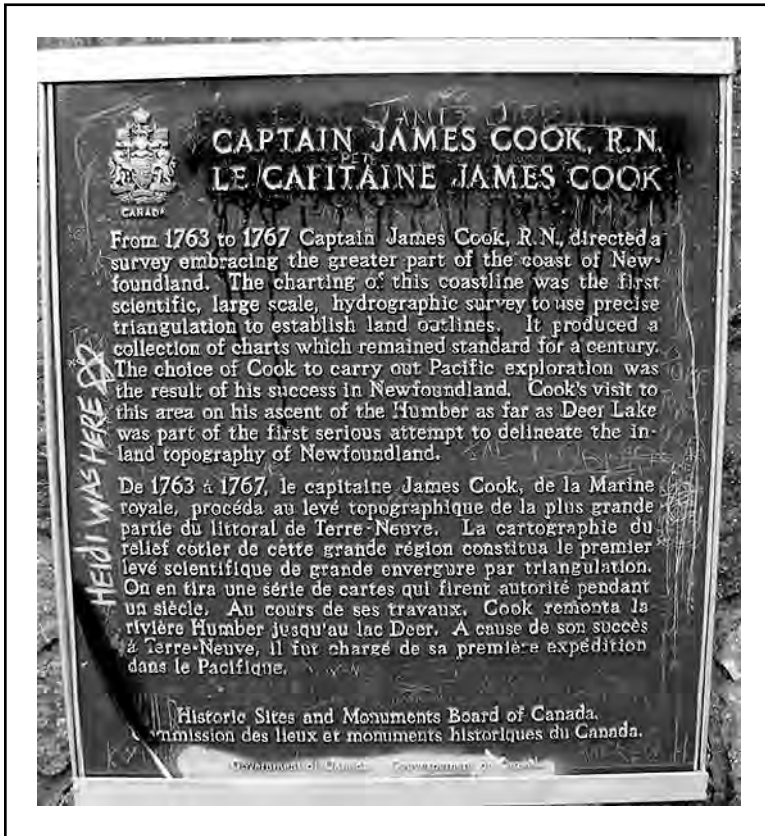 CANADA
CAPTAIN JAMES COOK, R.N.
PETE
LE CAPITAINE JAMES COOK
From 1763 to 1767 Captain James Cook, R.N., directed a
survey embracing the greater part of the coast of New-
foundland. The charting of this coastline was the first
scientific, large scale, hydrographic survey to use precise
triangulation to establish land outlines. It produced a
collection of charts which remained standard for a century.
The choice of Cook to carry out Pacific exploration was
the result of his success in Newfoundland. Cook's visit to
this area on his ascent of the Humber as far as Deer Lake
was part of the first serious attempt to delineate the in-
land topography of Newfoundland.
De 1763 à 1767, le capitaine James Cook, de la Marine
royale, procéda au levé topographique de la plus grande
partie du littoral de Terre-Neuve. La cartographie du
relief côtier de cette grande région constitua le premier
levé scientifique de grande envergure par triangulation.
On en tira une série de cartes qui firent autorité pendant
un siècle. Au cours de ses travaux, Cook remonta la
rivière Humber jusqu'au lac Deer. A cause de son succès
à Terre-Neuve, il fut chargé de sa première expédition
dans le Pacifique.
Historic Sites and Monuments Board of Canada.
Commission des lieux et monuments historiques du Canada.
Government of Canada Gouvernement du Canada
HEIDI WAS HERE